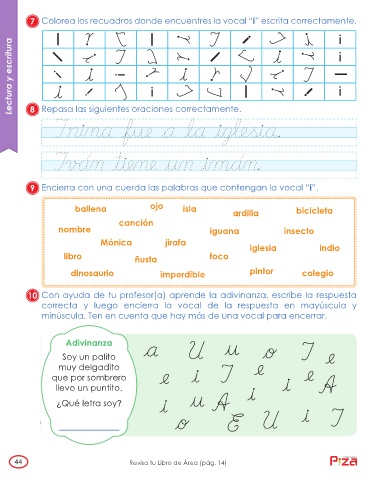 Lectura y escritura
7 Colorea los recuadros donde encuentres la vocal "i" escrita correctamente.
8 Repasa las siguientes oraciones correctamente.
Trina fue a la iglesia.
Iván tiene un imán.
9 Encierra con una cuerda las palabras que contengan la vocal "i".
ballena ojo isla ardilla bicicleta
nombre canción iguana insecto
Mónica jirafa iglesia indio
libro ñusta foco
dinosaurio imperdible pintor colegio
10 Con ayuda de tu profesor(a) aprende la adivinanza, escribe la respuesta
correcta y luego encierra la vocal de la respuesta en mayúscula y
minúscula. Ten en cuenta que hay más de una vocal para encerrar.
Adivinanza
Soy un palito
muy delgadito
que por sombrero
llevo un puntito.
¿Qué letra soy?
a U u o I e
e i I e i e A
i u A i
o E U i I
44
Revisa tu Libro de Área (pág. 14)
Piza